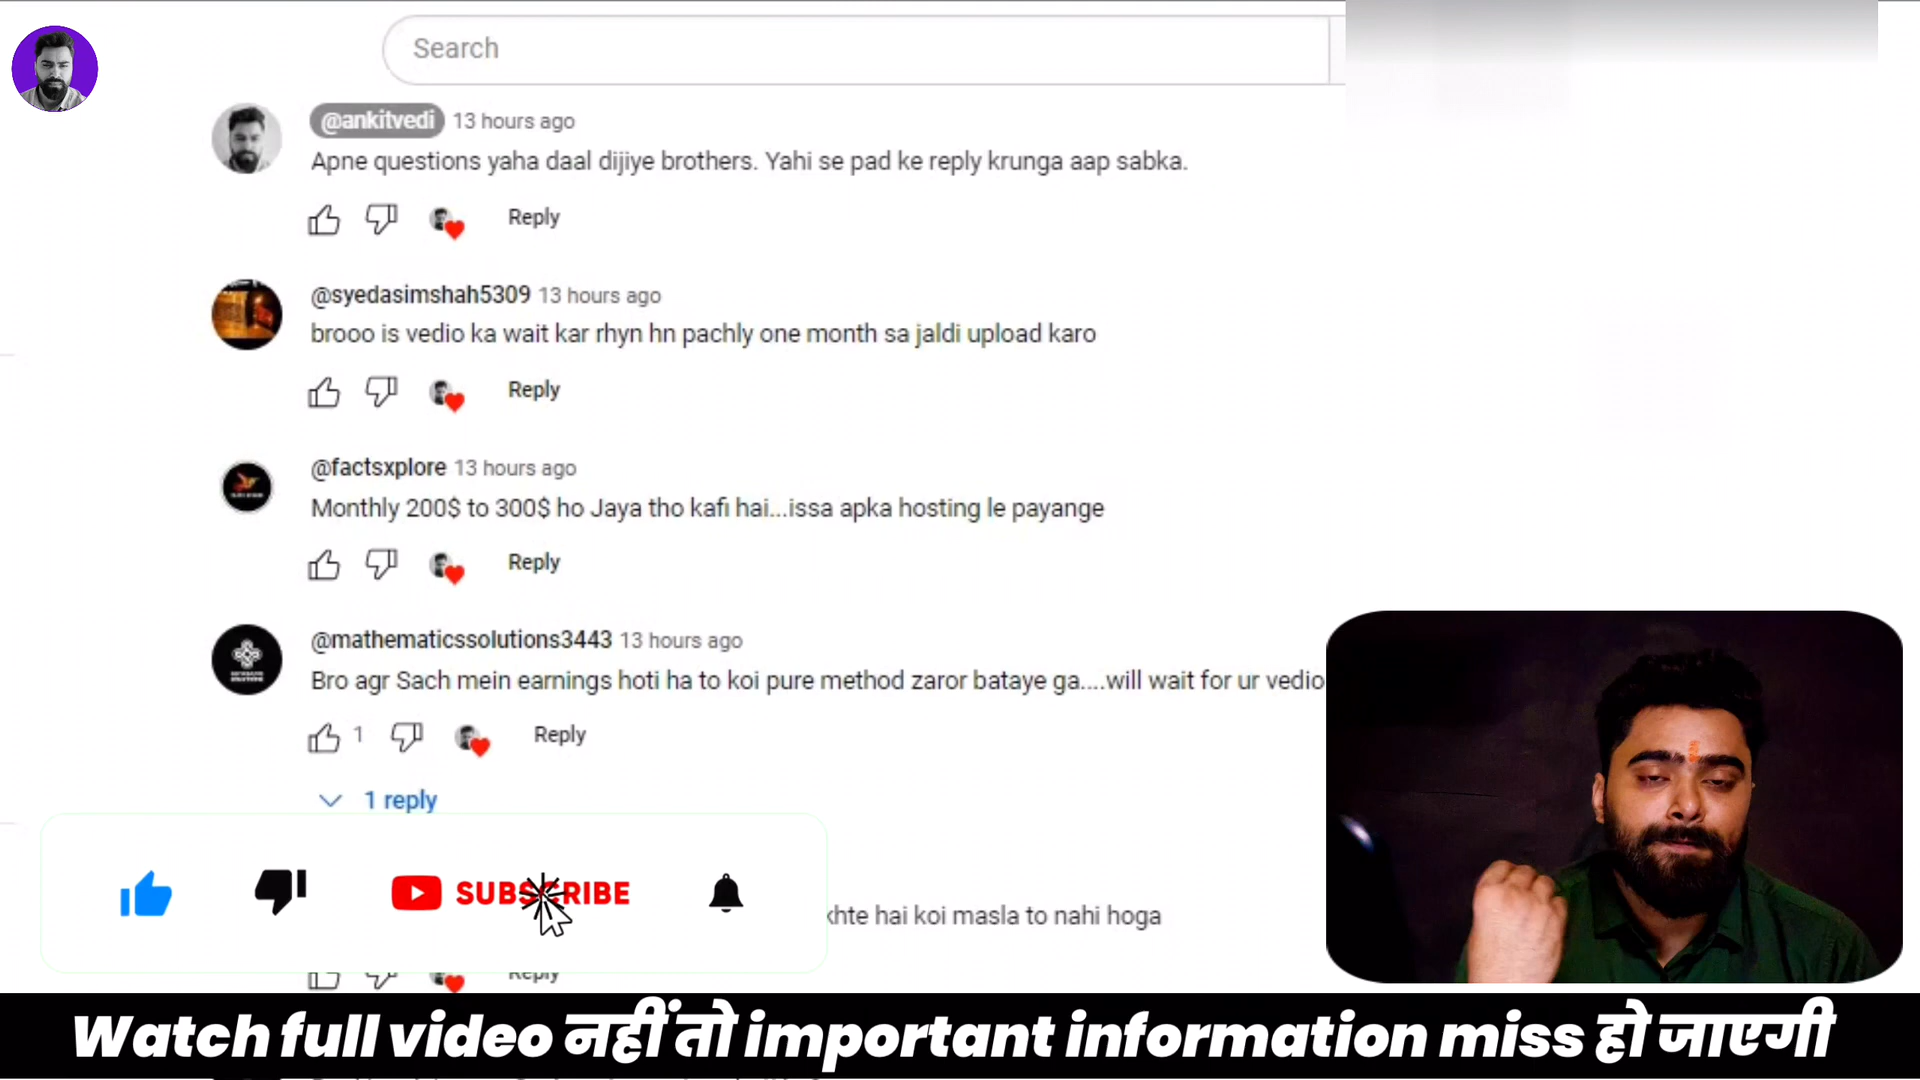 Search
@ankitvedi 13 hours ago
Apne questions yaha daal dijiye brothers. Yahi se pad ke reply krunga aap sabka.
Reply
@syedasimshah5309 13 hours ago
brooo is vedio ka wait kar rhyn hn pachly one month sa jaldi upload karo
Reply
@factsxplore 13 hours ago
Monthly 200$ to 300$ ho Jaya tho kafi hai...issa apka hosting le payange
Reply
@mathematicssolutions3443 13 hours ago
Bro agr Sach mein earnings hoti ha to koi pure method zaror bataye ga....will wait for ur vedio
1 Reply
1 reply
SUBSCRIBE
hai koi masla to nahi hoga
Reply
Watch full video नहीं तो important information miss हो जाएगी